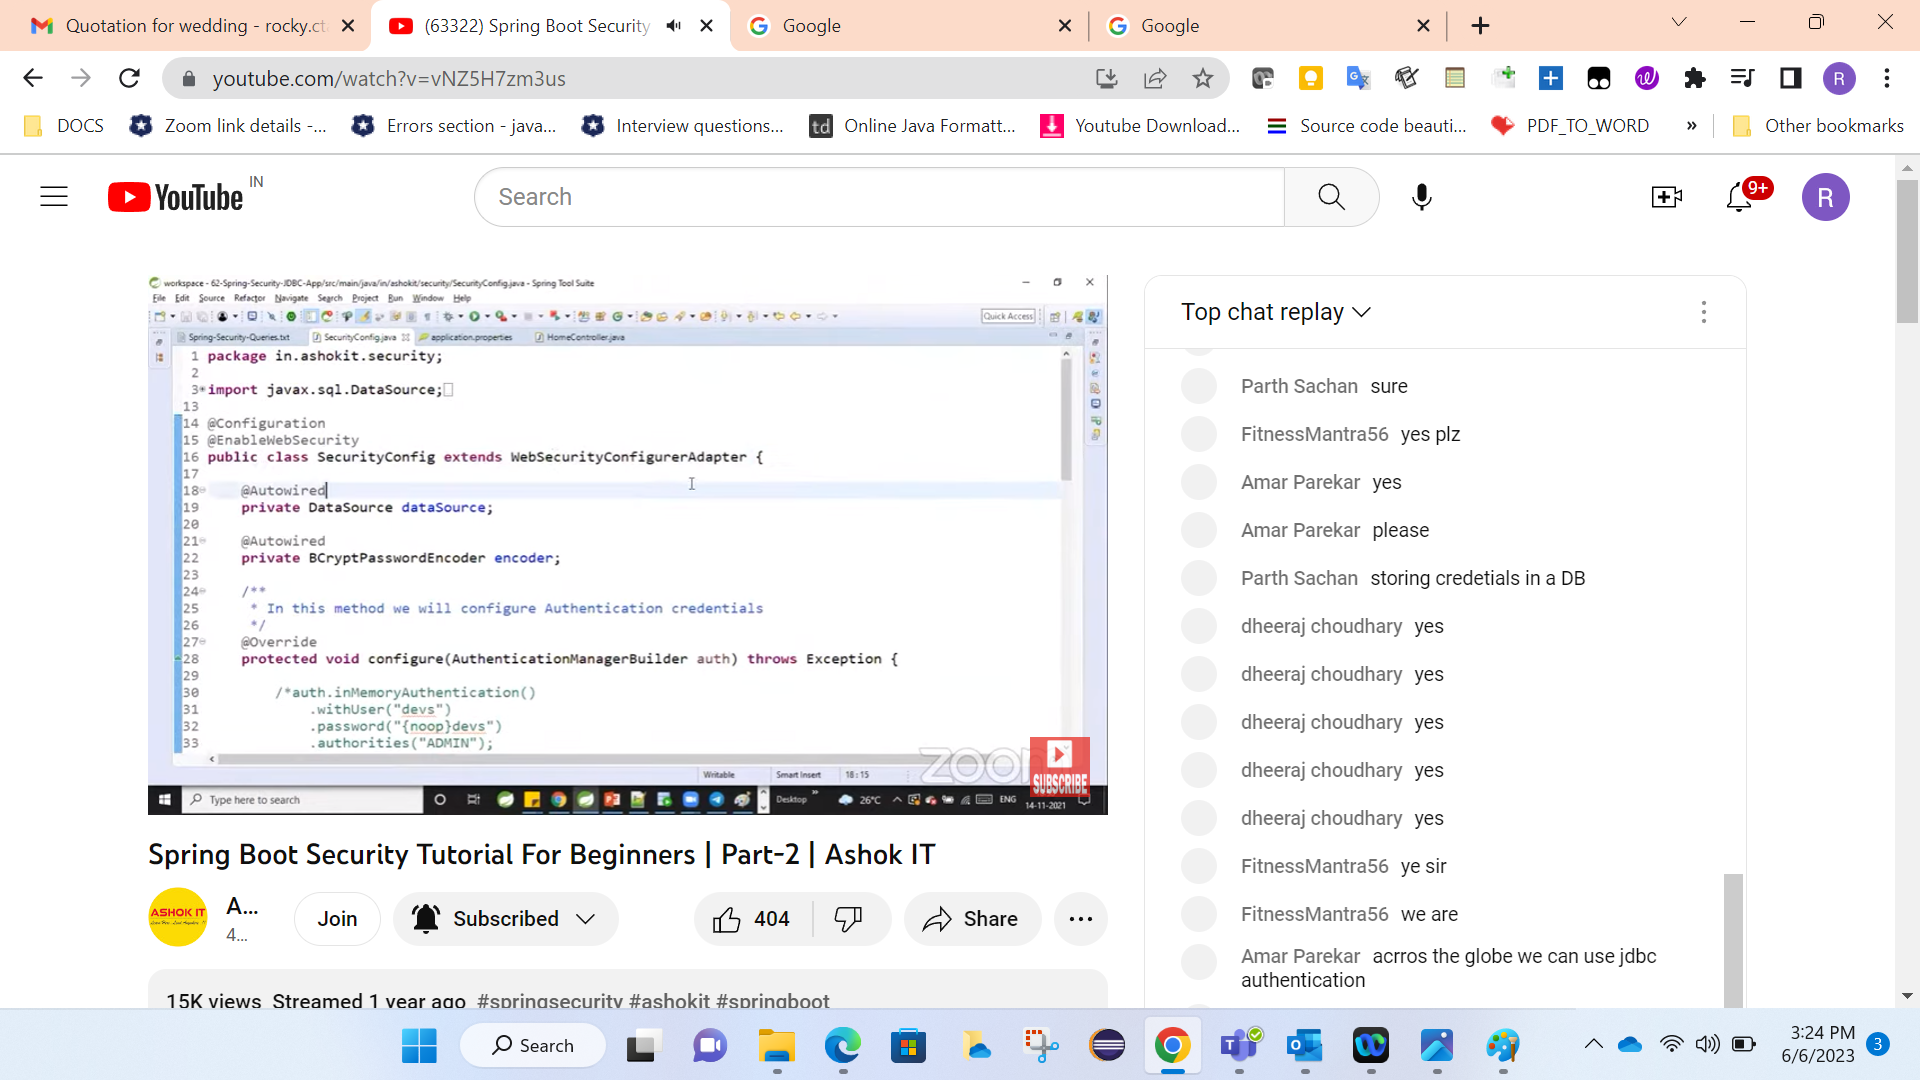 Quotation for wedding - rocky.ct
(63322) Spring Boot Security
Google
Google
youtube.com/watch?v=vNZ5H7zm3us
R
DOCS
Zoom link details -...
Errors section - java...
Interview questions...
td
Online Java Formatt...
Youtube Download...
Source code beauti...
PDF_TO_WORD
»
Other bookmarks
YouTube IN
Search
9+
R
workspace - 62-Spring-Security-JDBC-App/src/main/java/in/ashokit/security/SecurityConfig.java - Spring Tool Suite
File Edit Source Refactor Navigate Search Project Run Window Help
Quick Access
Spring-Security-Queries.txt SecurityConfig.java application.properties HomeController.java
1 package in.ashokit.security;
2
3 import javax.sql.DataSource;
13
14 @Configuration
15 @EnableWebSecurity
16 public class SecurityConfig extends WebSecurityConfigurerAdapter {
17
18 @Autowired
19 private DataSource dataSource;
20
21 @Autowired
22 private BCryptPasswordEncoder encoder;
23
24 /**
25 * In this method we will configure Authentication credentials
26 */
27 @Override
28 protected void configure(AuthenticationManagerBuilder auth) throws Exception {
29
30 /*auth.inMemoryAuthentication()
31 .withUser("devs")
32 .password("{noop}devs")
33 .authorities("ADMIN");
zoom
SUBSCRIBE
Writable Smart Insert 18:15
Type here to search
Desktop
26°C
ENG
14-11-2021
Top chat replay
Parth Sachan sure
FitnessMantra56 yes plz
Amar Parekar yes
Amar Parekar please
Parth Sachan storing credetials in a DB
dheeraj choudhary yes
dheeraj choudhary yes
dheeraj choudhary yes
dheeraj choudhary yes
dheeraj choudhary yes
FitnessMantra56 ye sir
FitnessMantra56 we are
Amar Parekar acrros the globe we can use jdbc
authentication
Spring Boot Security Tutorial For Beginners | Part-2 | Ashok IT
ASHOK IT
A...
4...
Join
Subscribed
404
Share
15K views Streamed 1 year ago #springsecurity #ashokit #springboot
Search
3:24 PM
6/6/2023
3